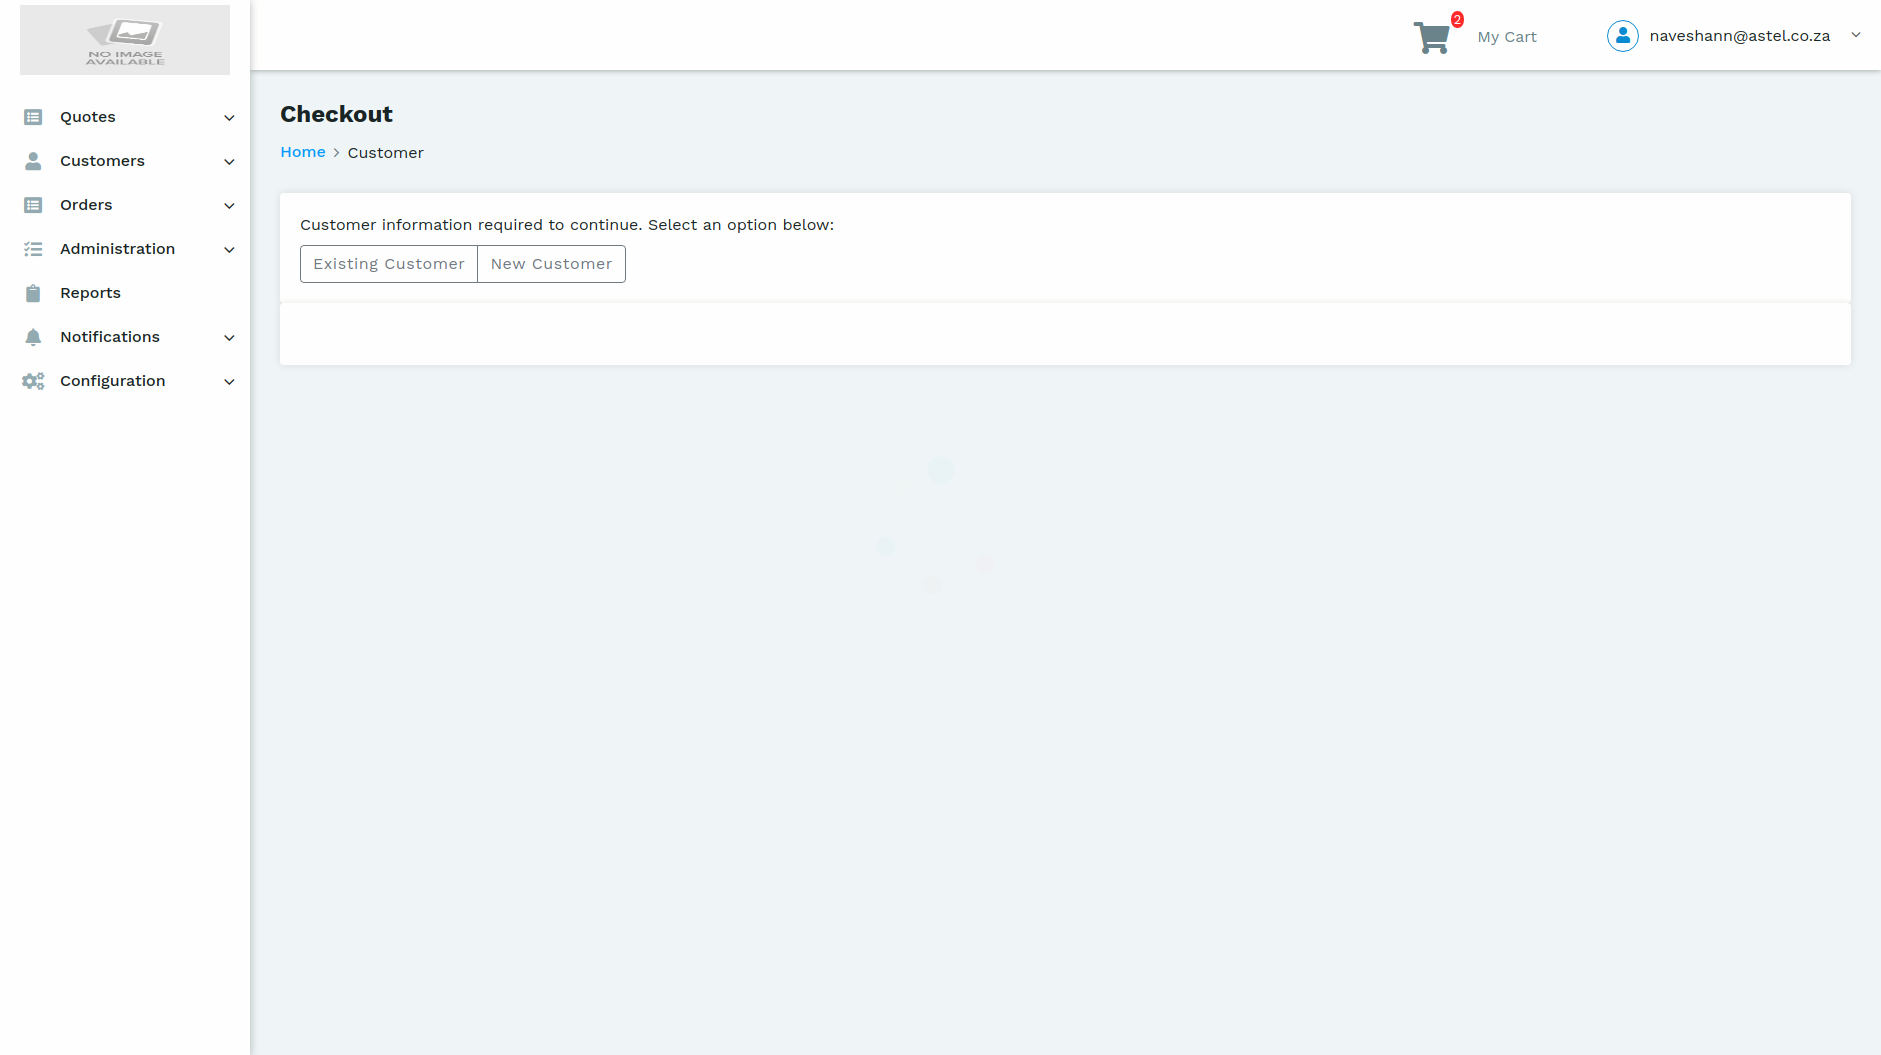 NO IMAGE
AVAILABLE
2
My Cart
naveshann@astel.co.za
Quotes
Customers
Orders
Administration
Reports
Notifications
Configuration
Checkout
Home > Customer
Customer information required to continue. Select an option below:
Existing Customer
New Customer